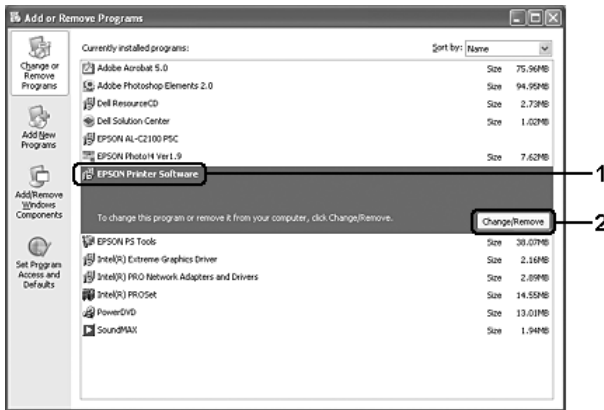 Add or Remove Programs
Change or
Remove
Programs
Add New
Programs
Add/Remove
Windows
Components
Set Program
Access and
Defaults
Currently installed programs:
Sort by: Name
Adobe Acrobat 5.0 Size 75.96MB
Adobe Photoshop Elements 2.0 Size 94.95MB
Dell ResourceCD Size 2.73MB
Dell Solution Center Size 1.02MB
EPSON AL-C2100 PSC
EPSON Photo!4 Ver1.9 Size 7.62MB
EPSON Printer Software 1
To change this program or remove it from your computer, click Change/Remove.
Change/Remove 2
EPSON PS Tools Size 38.07MB
Intel(R) Extreme Graphics Driver Size 2.16MB
Intel(R) PRO Network Adapters and Drivers Size 2.89MB
Intel(R) PROSet Size 14.55MB
PowerDVD Size 13.01MB
SoundMAX Size 1.94MB